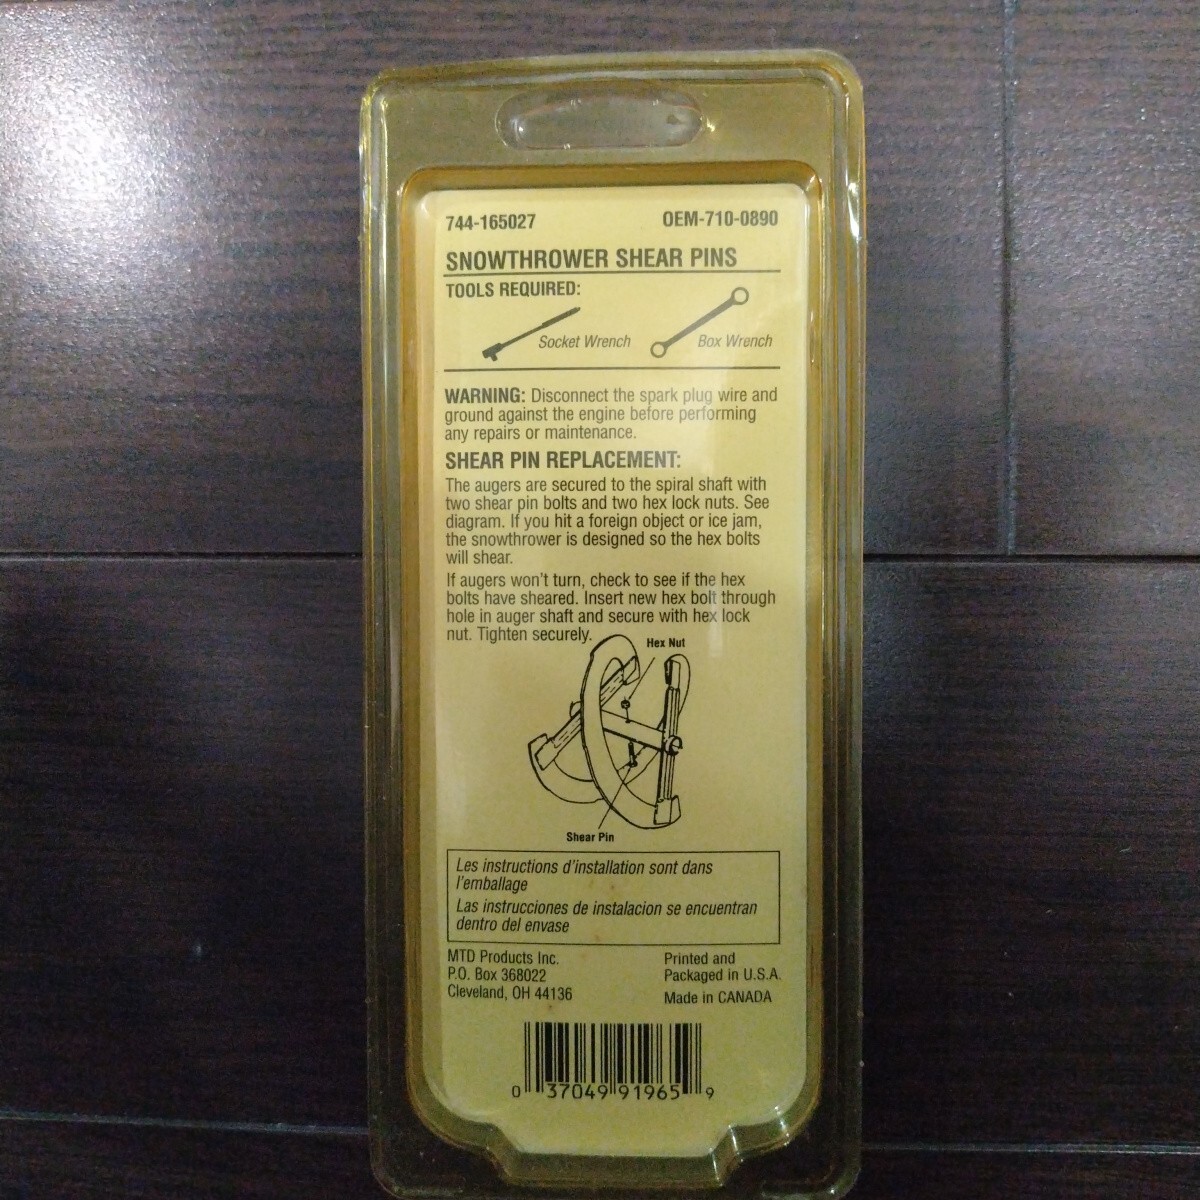 744-165027 OEM-710-0890
SNOWTHROWER SHEAR PINS
TOOLS REQUIRED:
Socket Wrench Box Wrench
WARNING: Disconnect the spark plug wire and
ground against the engine before performing
any repairs or maintenance.
SHEAR PIN REPLACEMENT:
The augers are secured to the spiral shaft with
two shear pin bolts and two hex lock nuts. See
diagram. If you hit a foreign object or ice jam,
the snowthrower is designed so the hex bolts
will shear.
If augers won't turn, check to see if the hex
bolts have sheared. Insert new hex bolt through
hole in auger shaft and secure with hex lock
nut. Tighten securely.
Hex Nut
Shear Pin
Les instructions d'installation sont dans
l'emballage
Las instrucciones de instalacion se encuentran
dentro del envase
MTD Products Inc.
P.O. Box 368022
Cleveland, OH 44136
Printed and
Packaged in U.S.A.
Made in CANADA
0 37049 91965 9